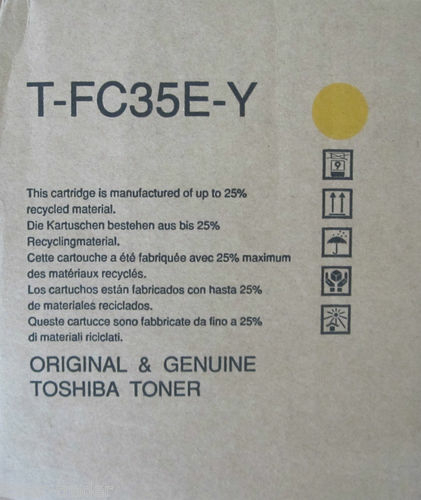 T-FC35E-Y
9
This cartridge is manufactured of up to 25%
recycled material.
Die Kartuschen bestehen aus bis 25%
Recyclingmaterial.
Cette cartouche a été fabriquée avec 25% maximum
des matériaux recyclés.
Los cartuchos están fabricados con hasta 25%
de materiales reciclados.
Queste cartucce sono fabbricate da fino a 25%
di materiali riciclati.
ORIGINAL & GENUINE
TOSHIBA TONER